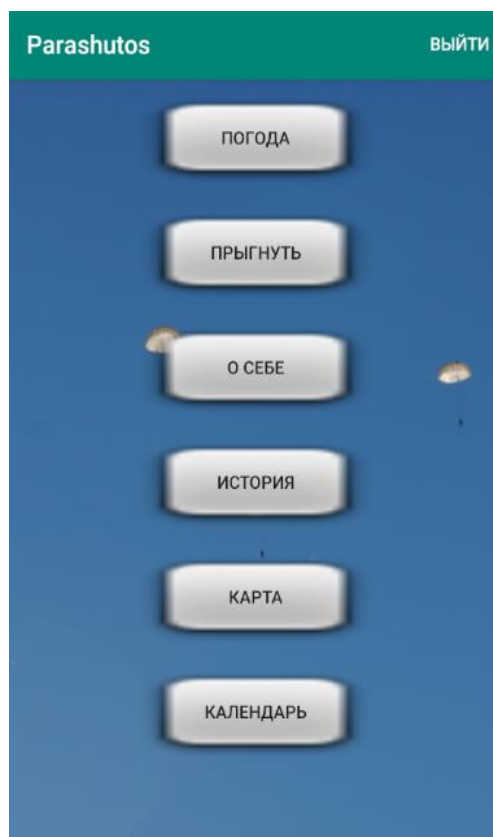 Parashutos
ВЫЙТИ
ПОГОДА
ПРЫГНУТЬ
О СЕБЕ
ИСТОРИЯ
КАРТА
КАЛЕНДАРЬ